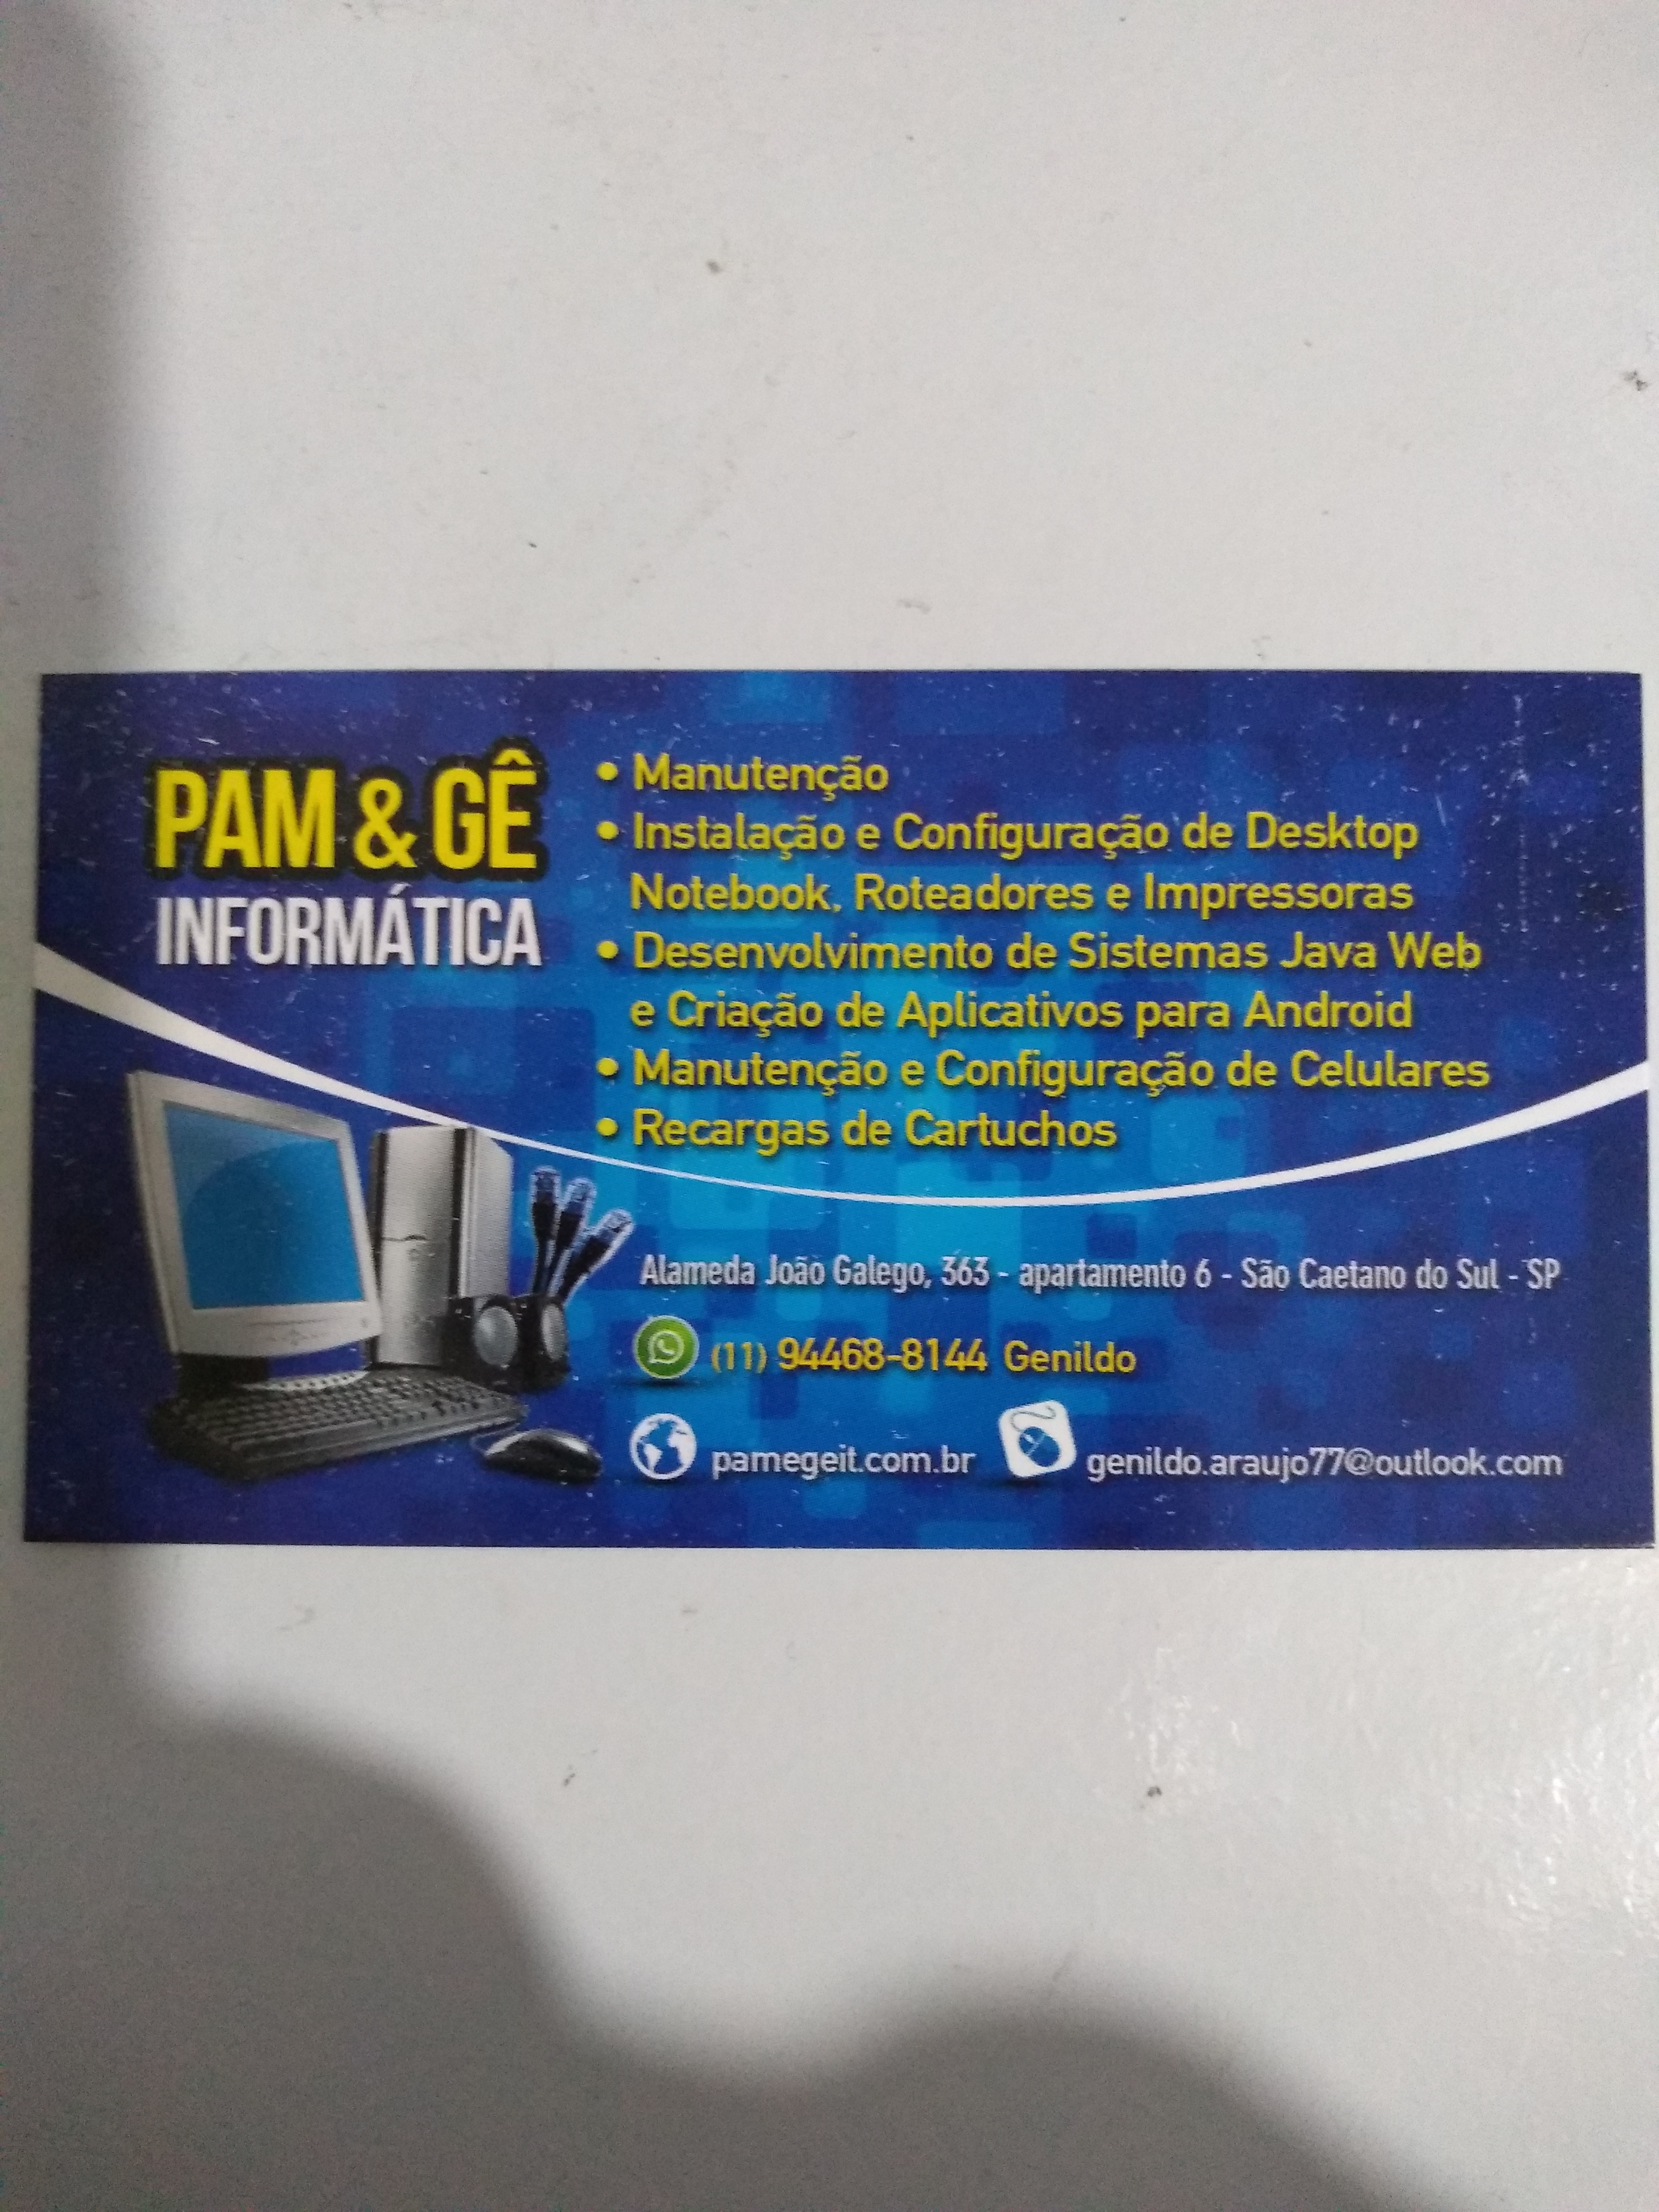 PAM & GÊ
INFORMÁTICA
• Manutenção
• Instalação e Configuração de Desktop
Notebook, Roteadores e Impressoras
• Desenvolvimento de Sistemas Java Web
e Criação de Aplicativos para Android
• Manutenção e Configuração de Celulares
• Recargas de Cartuchos
Alameda João Galego, 363 - apartamento 6 - São Caetano do Sul - SP
(11) 94468-8144 Genildo
pamegeit.com.br
genildo.araujo77@outlook.com